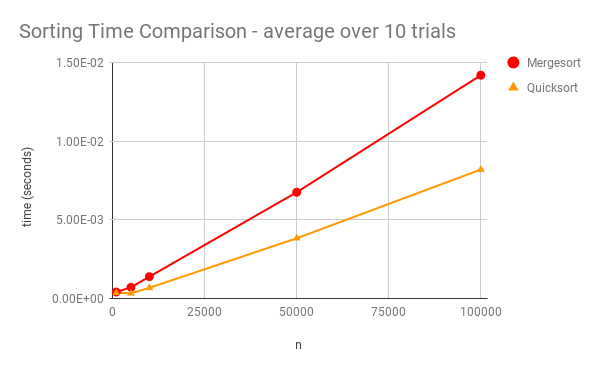 Sorting Time Comparison - average over 10 trials
1.50E-02
1.00E-02
5.00E-03
0.00E+00
time (seconds)
0
25000
50000
75000
100000
n
Mergesort
Quicksort